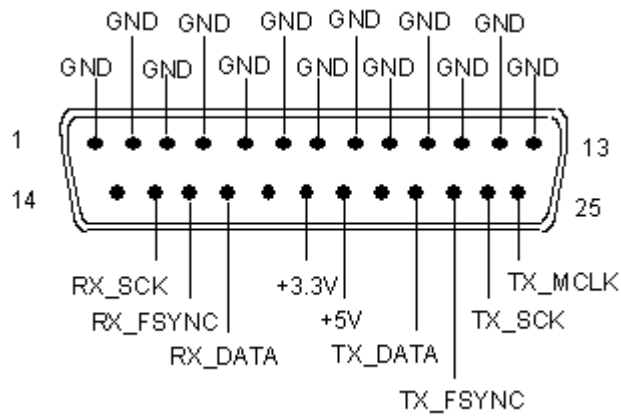 GND GND GND GND GND GND
GND GND GND GND GND GND GND
1 13
14 25
RX_SCK +3.3V TX_MCLK
RX_FSYNC +5V TX_SCK
RX_DATA TX_DATA
TX_FSYNC